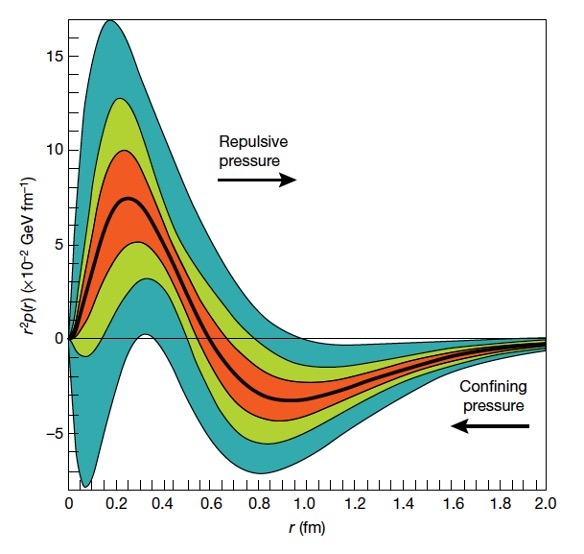 15
10
5
0
−5
r²p(r) (×10⁻² GeV fm⁻¹)
Repulsive
pressure
Confining
pressure
0 0.2 0.4 0.6 0.8 1.0 1.2 1.4 1.6 1.8 2.0
r (fm)